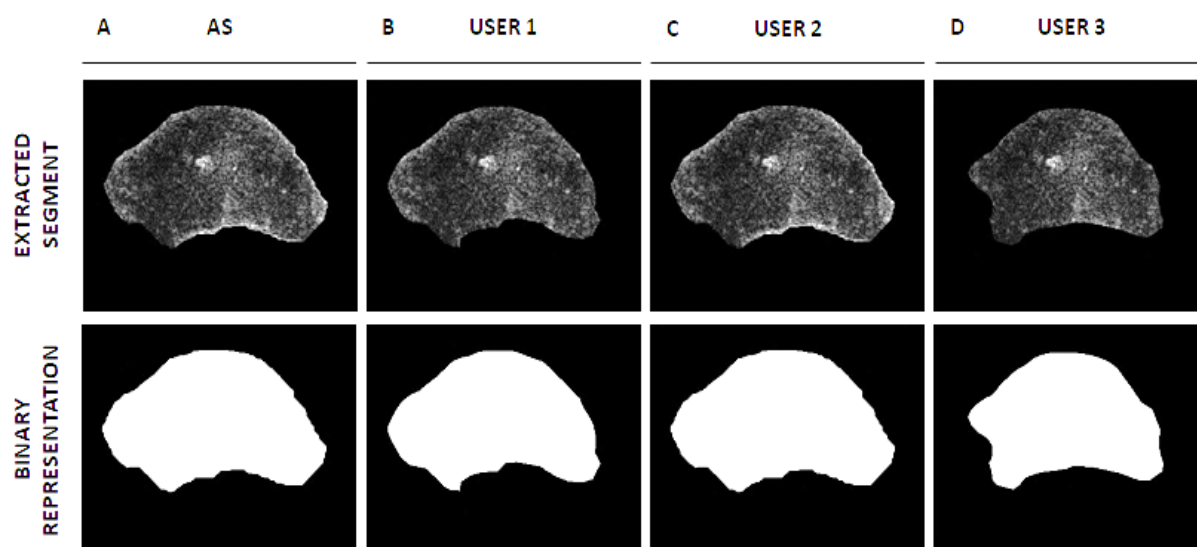 A AS
B USER 1
C USER 2
D USER 3
EXTRACTED
SEGMENT
BINARY
REPRESENTATION